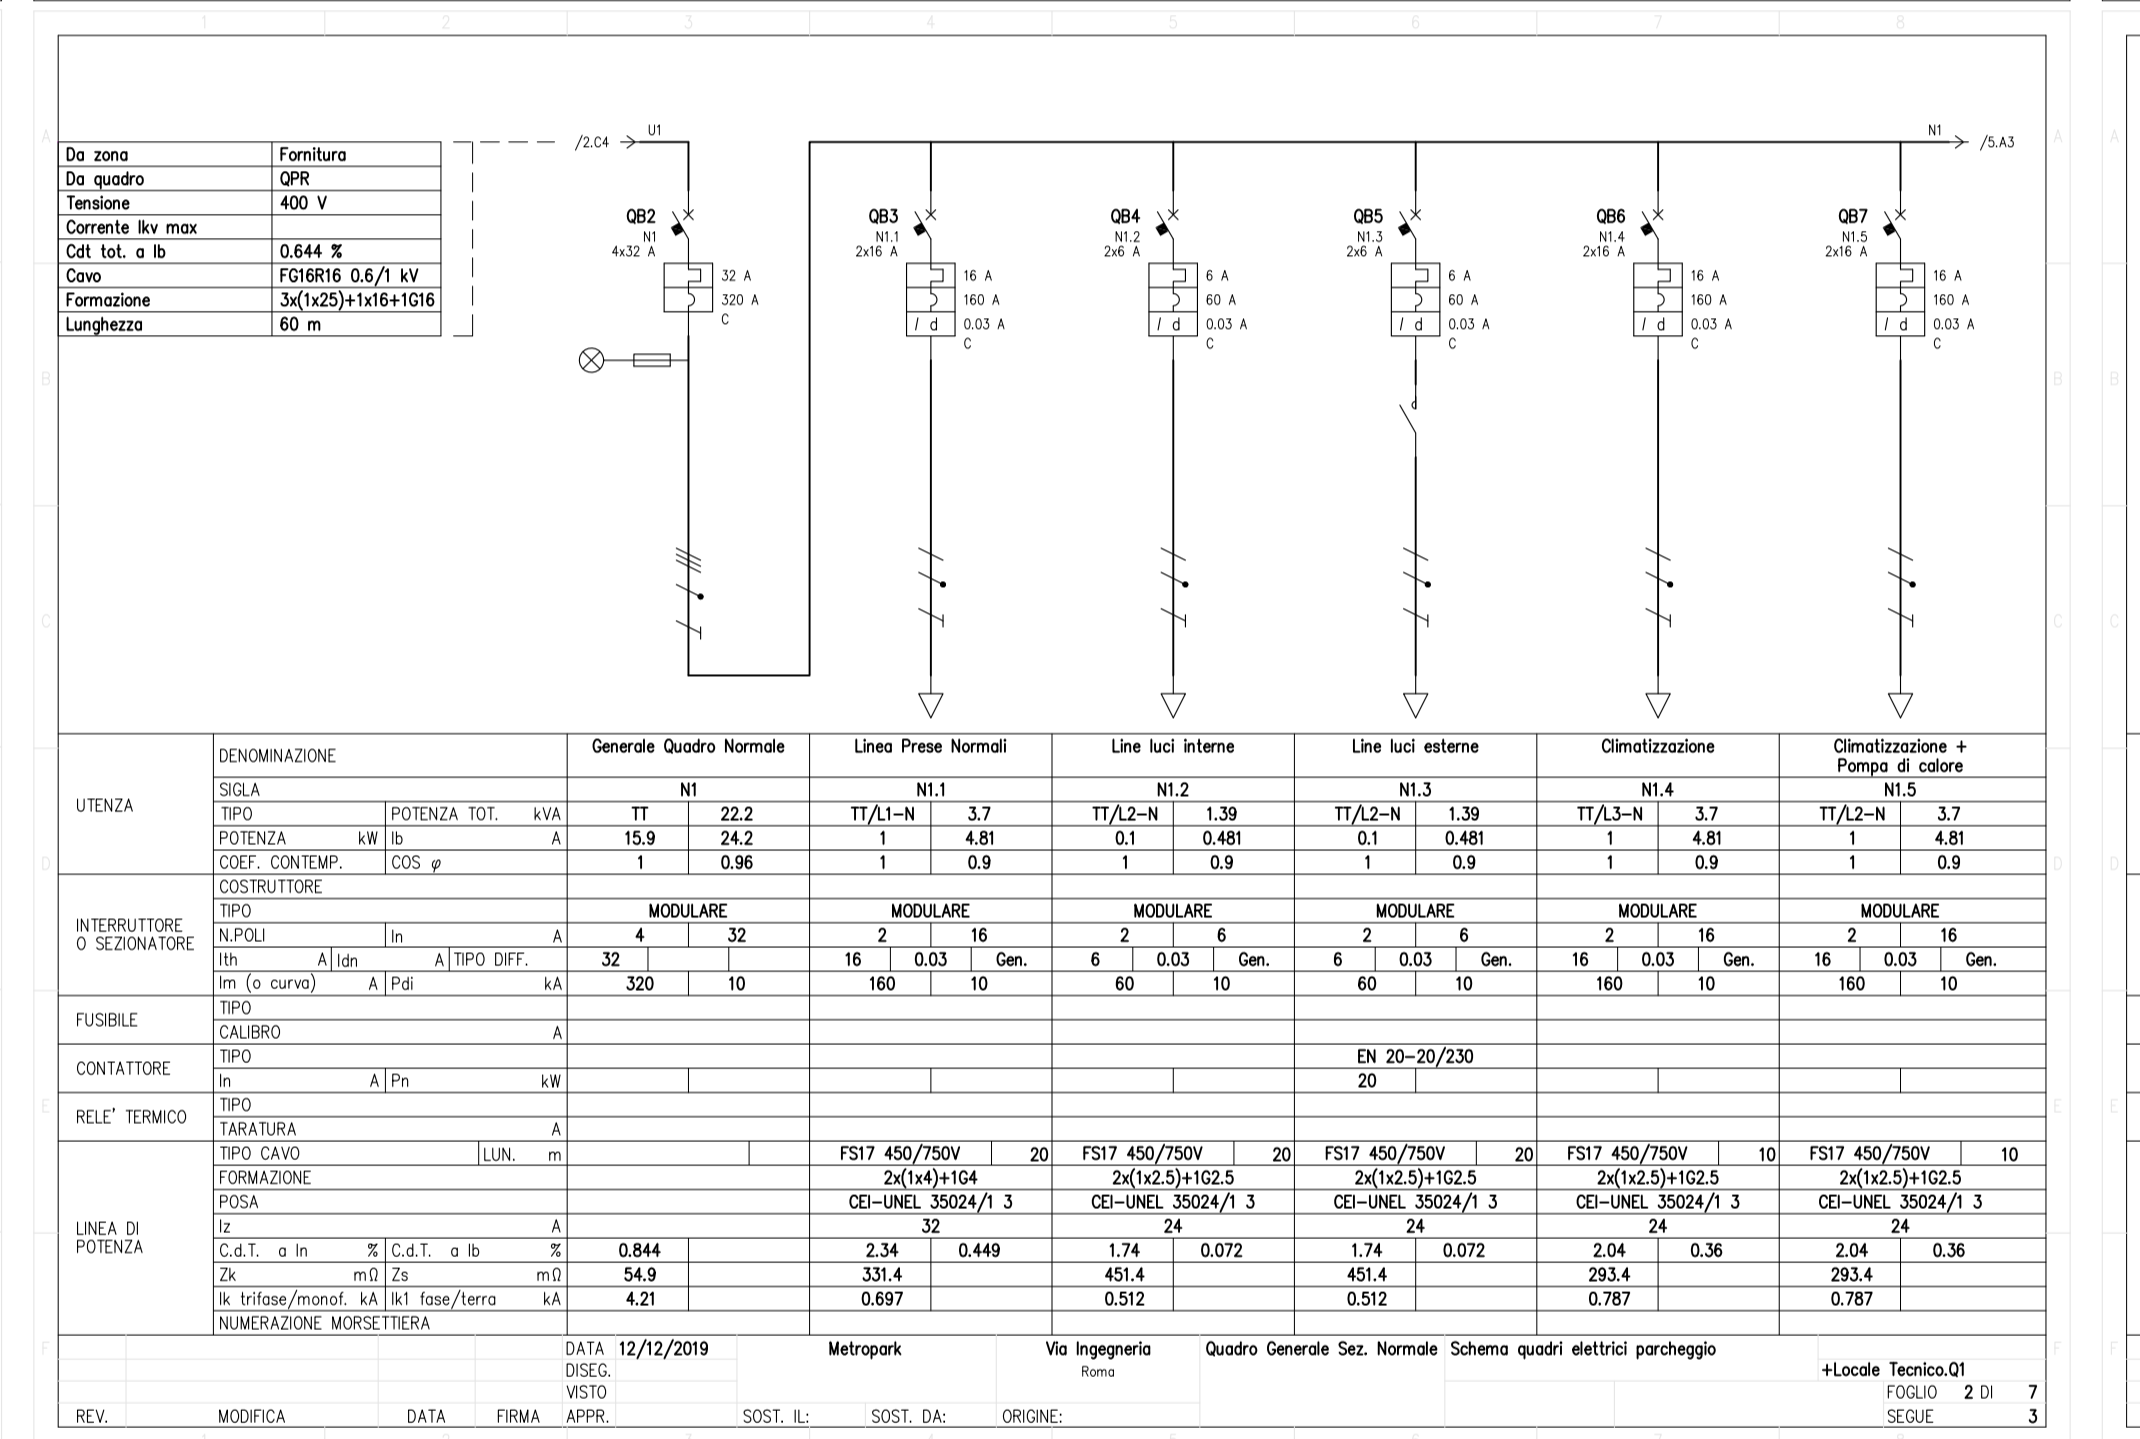 1 2 3 4 5 6 7 8
/2.C4 U1 N1 /5.A3
A A A
Da zona Fornitura
Da quadro QPR
Tensione 400 V
Corrente Ikv max
Cdt tot. a Ib 0.644 %
Cavo FG16R16 0.6/1 kV
Formazione 3x(1x25)+1x16+1G16
Lunghezza 60 m
QB2 QB3 QB4 QB5 QB6 QB7
N1 N1.1 N1.2 N1.3 N1.4 N1.5
4x32 A 2x16 A 2x6 A 2x6 A 2x16 A 2x16 A
32 A 16 A 6 A 6 A 16 A 16 A
320 A 160 A 60 A 60 A 160 A 160 A
C I d 0.03 A I d 0.03 A I d 0.03 A I d 0.03 A I d 0.03 A
C C C C C
B B B
C C C
UTENZA
DENOMINAZIONE Generale Quadro Normale Linea Prese Normali Line luci interne Line luci esterne Climatizzazione Climatizzazione +
Pompa di calore
SIGLA N1 N1.1 N1.2 N1.3 N1.4 N1.5
TIPO POTENZA TOT. kVA TT 22.2 TT/L1-N 3.7 TT/L2-N 1.39 TT/L2-N 1.39 TT/L3-N 3.7 TT/L2-N 3.7
POTENZA kW Ib A 15.9 24.2 1 4.81 0.1 0.481 0.1 0.481 1 4.81 1 4.81
D D D
COEF. CONTEMP. COS φ 1 0.96 1 0.9 1 0.9 1 0.9 1 0.9 1 0.9
INTERRUTTORE
O SEZIONATORE
COSTRUTTORE
TIPO MODULARE MODULARE MODULARE MODULARE MODULARE MODULARE
N.POLI In A 4 32 2 16 2 6 2 6 2 16 2 16
Ith A Idn A TIPO DIFF. 32 16 0.03 Gen. 6 0.03 Gen. 6 0.03 Gen. 16 0.03 Gen. 16 0.03 Gen.
Im (o curva) A Pdi kA 320 10 160 10 60 10 60 10 160 10 160 10
FUSIBILE
TIPO
CALIBRO A
CONTATTORE
TIPO EN 20-20/230
In A Pn kW 20
RELE' TERMICO
TIPO
E E E
TARATURA A
LINEA DI
POTENZA
TIPO CAVO LUN. m FS17 450/750V 20 FS17 450/750V 20 FS17 450/750V 20 FS17 450/750V 10 FS17 450/750V 10
FORMAZIONE 2x(1x4)+1G4 2x(1x2.5)+1G2.5 2x(1x2.5)+1G2.5 2x(1x2.5)+1G2.5 2x(1x2.5)+1G2.5
POSA CEI-UNEL 35024/1 3 CEI-UNEL 35024/1 3 CEI-UNEL 35024/1 3 CEI-UNEL 35024/1 3 CEI-UNEL 35024/1 3
Iz A 32 24 24 24 24
C.d.T. a In % C.d.T. a Ib % 0.844 2.34 0.449 1.74 0.072 1.74 0.072 2.04 0.36 2.04 0.36
Zk mΩ Zs mΩ 54.9 331.4 451.4 451.4 293.4 293.4
Ik trifase/monof. kA Ik1 fase/terra kA 4.21 0.697 0.512 0.512 0.787 0.787
NUMERAZIONE MORSETTIERA
F F F
DATA 12/12/2019 Metropark Via Ingegneria Quadro Generale Sez. Normale Schema quadri elettrici parcheggio
DISEG. Roma +Locale Tecnico.Q1
VISTO FOGLIO 2 DI 7
REV. MODIFICA DATA FIRMA APPR. SOST. IL: SOST. DA: ORIGINE: SEGUE 3